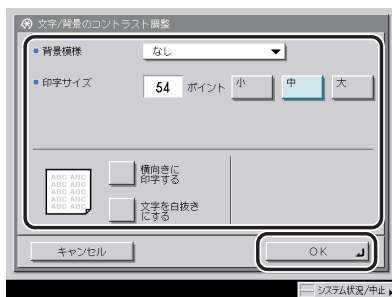 文字/背景のコントラスト調整
背景模様 なし
印字サイズ 54 ポイント 小 中 大
ABC ABC
ABC ABC
ABC ABC
ABC ABC
ABC ABC
横向きに
印字する
文字を白抜き
にする
キャンセル OK
システム状況/中止